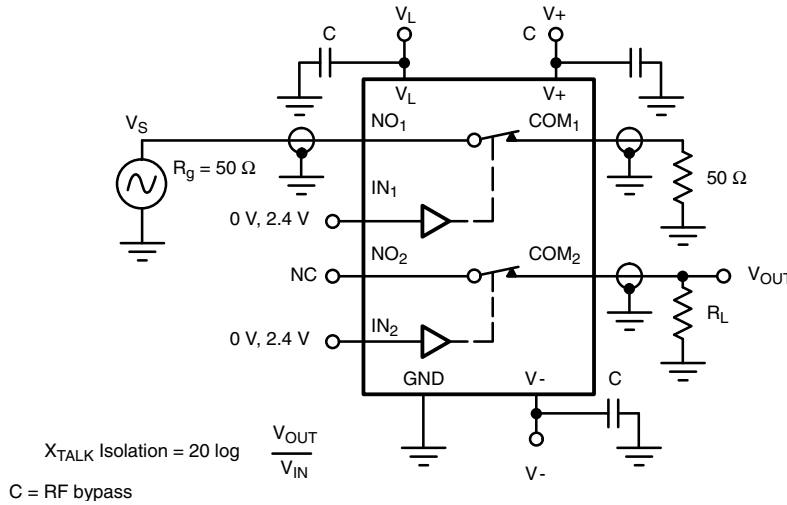 VL
V+
C
C
VL
V+
VS
NO1
COM1
Rg = 50 Ω
50 Ω
IN1
0 V, 2.4 V
NO2
COM2
NC
VOUT
IN2
RL
0 V, 2.4 V
GND
V-
C
XTALK Isolation = 20 log VOUT
VIN
V-
C = RF bypass